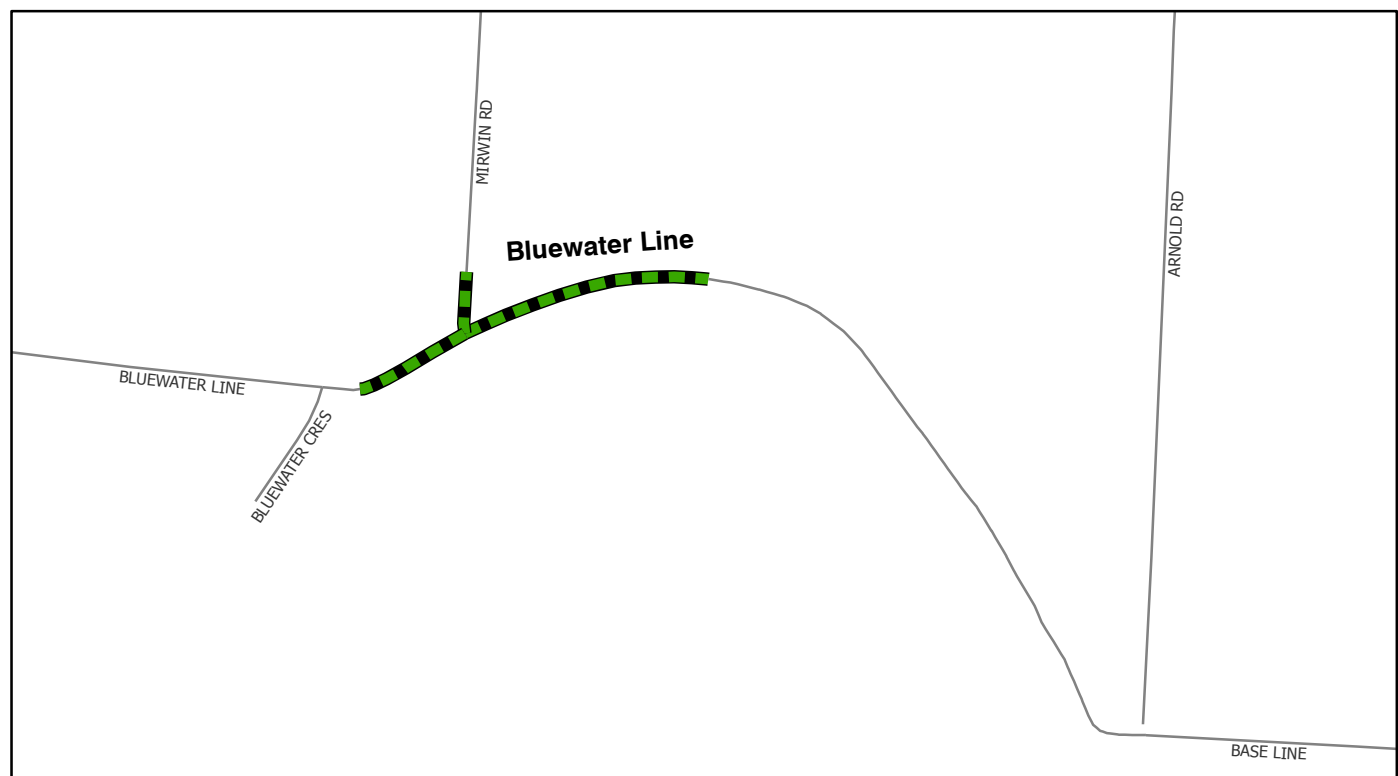 MIRWIN RD
ARNOLD RD
Bluewater Line
BLUEWATER LINE
BLUEWATER CRES
BASE LINE